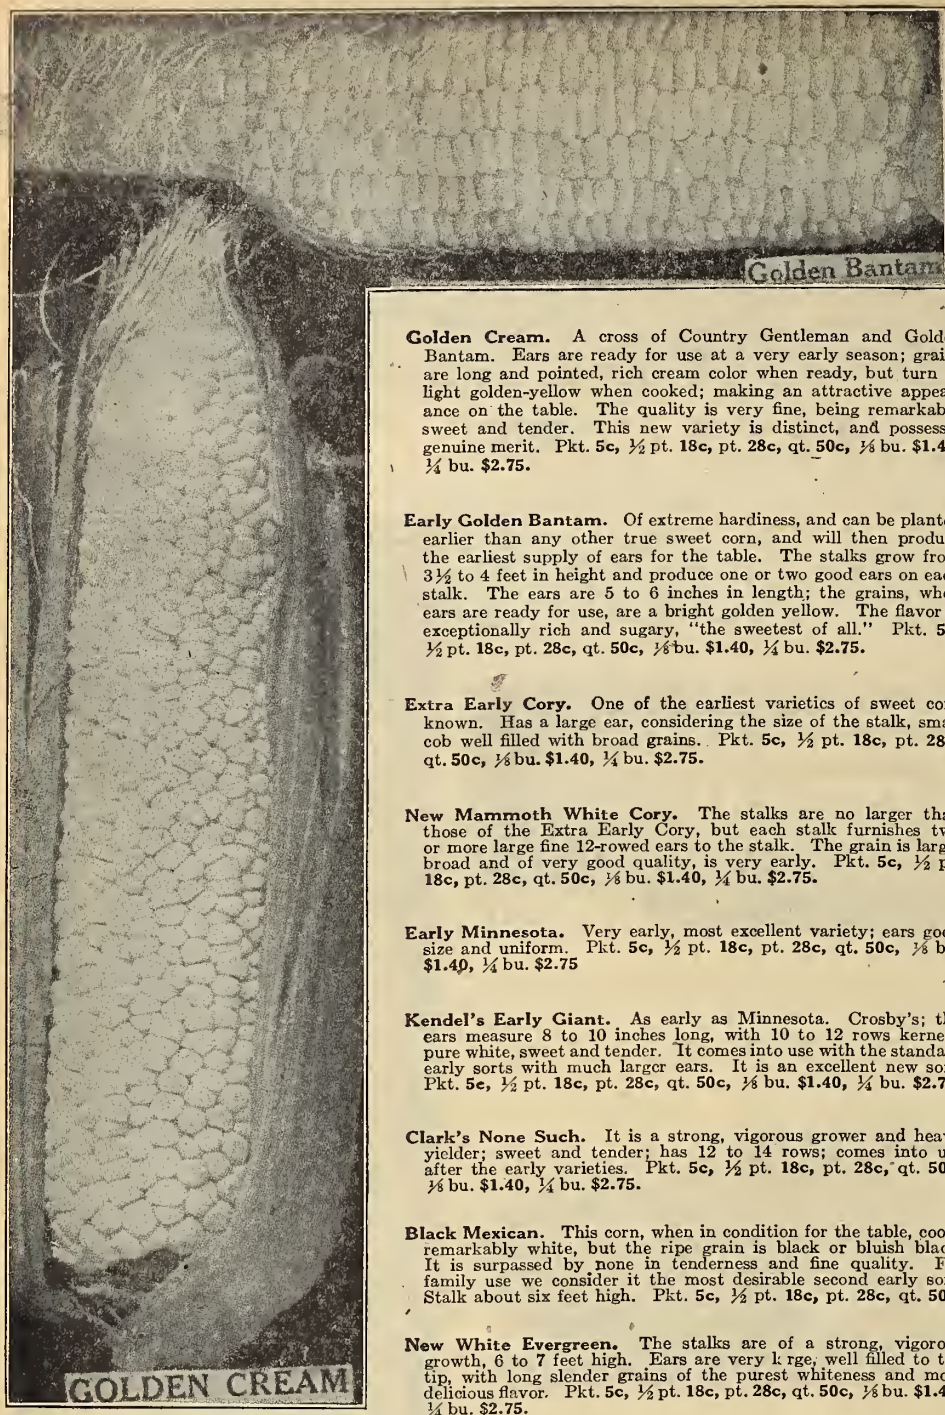 Golden Bantam
Golden Cream. A cross of Country Gentleman and Gold
Bantam. Ears are ready for use at a very early season; grai
are long and pointed, rich cream color when ready, but turn
light golden-yellow when cooked; making an attractive appea
ance on the table. The quality is very fine, being remarkab
sweet and tender. This new variety is distinct, and possess
genuine merit. Pkt. 5c, ½ pt. 18c, pt. 28c, qt. 50c, ⅛ bu. $1.4
¼ bu. $2.75.
Early Golden Bantam. Of extreme hardiness, and can be plant
earlier than any other true sweet corn, and will then produ
the earliest supply of ears for the table. The stalks grow fro
3½ to 4 feet in height and produce one or two good ears on eac
stalk. The ears are 5 to 6 inches in length; the grains, whe
ears are ready for use, are a bright golden yellow. The flavor
exceptionally rich and sugary, "the sweetest of all." Pkt. 5
½ pt. 18c, pt. 28c, qt. 50c, ⅛ bu. $1.40, ¼ bu. $2.75.
Extra Early Cory. One of the earliest varieties of sweet co
known. Has a large ear, considering the size of the stalk, sma
cob well filled with broad grains. Pkt. 5c, ½ pt. 18c, pt. 28
qt. 50c, ⅛ bu. $1.40, ¼ bu. $2.75.
New Mammoth White Cory. The stalks are no larger tha
those of the Extra Early Cory, but each stalk furnishes tw
or more large fine 12-rowed ears to the stalk. The grain is larg
broad and of very good quality, is very early. Pkt. 5c, ½ p
18c, pt. 28c, qt. 50c, ⅛ bu. $1.40, ¼ bu. $2.75.
Early Minnesota. Very early, most excellent variety; ears goo
size and uniform. Pkt. 5c, ½ pt. 18c, pt. 28c, qt. 50c, ⅛ b
$1.40, ¼ bu. $2.75
Kendel's Early Giant. As early as Minnesota. Crosby's; th
ears measure 8 to 10 inches long, with 10 to 12 rows kerne
pure white, sweet and tender. It comes into use with the standa
early sorts with much larger ears. It is an excellent new so
Pkt. 5c, ½ pt. 18c, pt. 28c, qt. 50c, ⅛ bu. $1.40, ¼ bu. $2.7
Clark's None Such. It is a strong, vigorous grower and hea
yielder; sweet and tender; has 12 to 14 rows; comes into u
after the early varieties. Pkt. 5c, ½ pt. 18c, pt. 28c, qt. 50
⅛ bu. $1.40, ¼ bu. $2.75.
Black Mexican. This corn, when in condition for the table, coo
remarkably white, but the ripe grain is black or bluish blac
It is surpassed by none in tenderness and fine quality. F
family use we consider it the most desirable second early so
Stalk about six feet high. Pkt. 5c, ½ pt. 18c, pt. 28c, qt. 50
New White Evergreen. The stalks are of a strong, vigoro
growth, 6 to 7 feet high. Ears are very l rge, well filled to t
tip, with long slender grains of the purest whiteness and mo
delicious flavor. Pkt. 5c, ½ pt. 18c, pt. 28c, qt. 50c, ⅛ bu. $1.4
¼ bu. $2.75.
GOLDEN CREAM